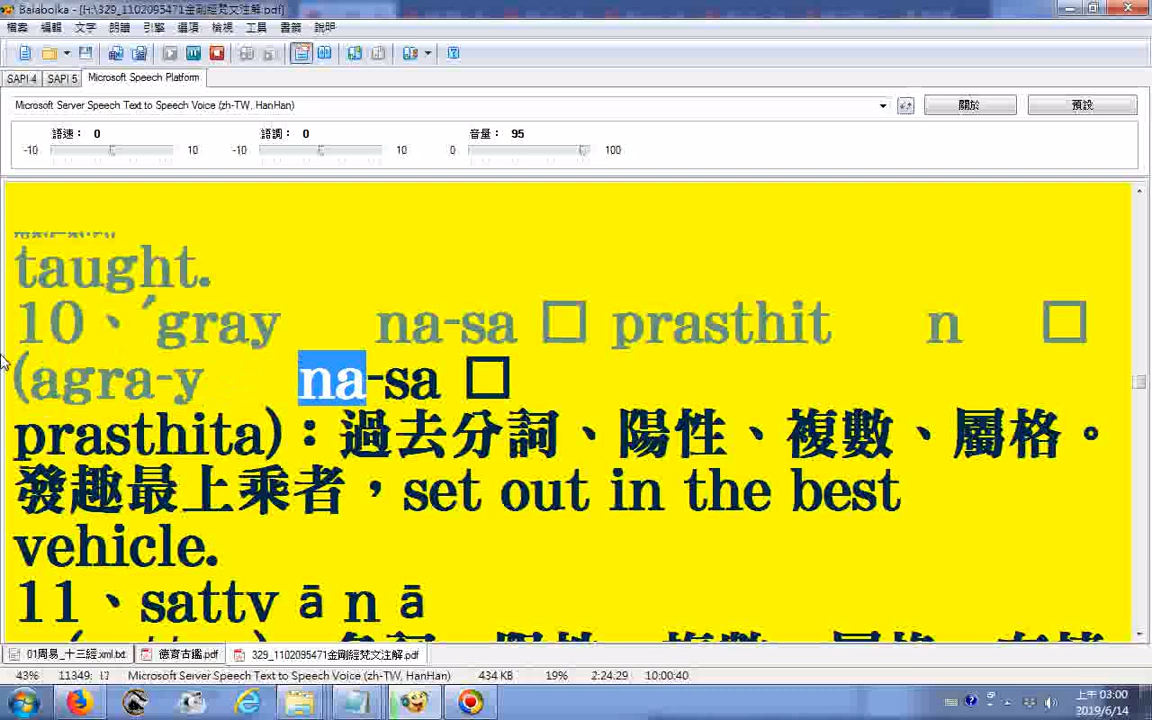 Balabolka - [H:\329_1102095471金剛經梵文注解.pdf]
檔案 編輯 文字 朗讀 引擎 選項 檢視 工具 書籤 說明
SAPI 4 SAPI 5 Microsoft Speech Platform
Microsoft Server Speech Text to Speech Voice (zh-TW, HanHan) 關於 預設
語速： 0 語調： 0 音量： 95
-10 10 -10 10 0 100
taught.
10、´gray na-sa □ prasthit n □
(agra-y na-sa □
prasthita)：過去分詞、陽性、複數、屬格。
發趣最上乘者，set out in the best
vehicle.
11、sattv ā n ā
01周易_十三經.xml.txt 德育古鑑.pdf 329_1102095471金剛經梵文注解.pdf
43% 11349: Microsoft Server Speech Text to Speech Voice (zh-TW, HanHan) 434 KB 19% 2:24:29 10:00:40
上午 03:00
2019/6/14